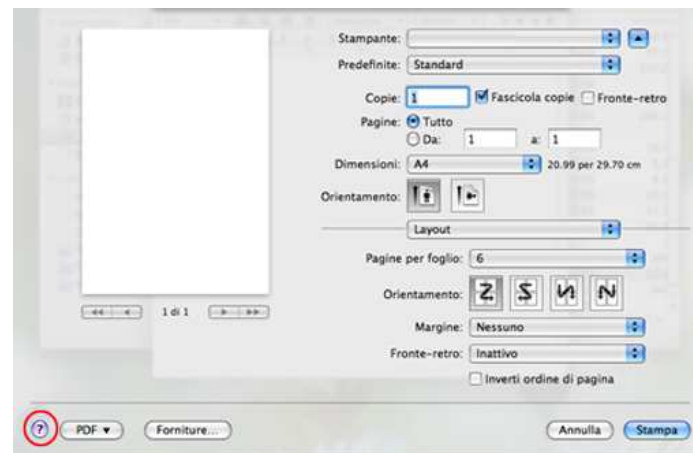 Stampante:
Predefinite: Standard
Copie: 1 Fascicola copie Fronte-retro
Pagine: Tutto
Da: 1 a: 1
Dimensioni: A4 20.99 per 29.70 cm
Orientamento:
Layout
Pagine per foglio: 6
Orientamento:
1 di 1
Margine: Nessuno
Fronte-retro: Inattivo
Inverti ordine di pagina
? PDF Forniture... Annulla Stampa